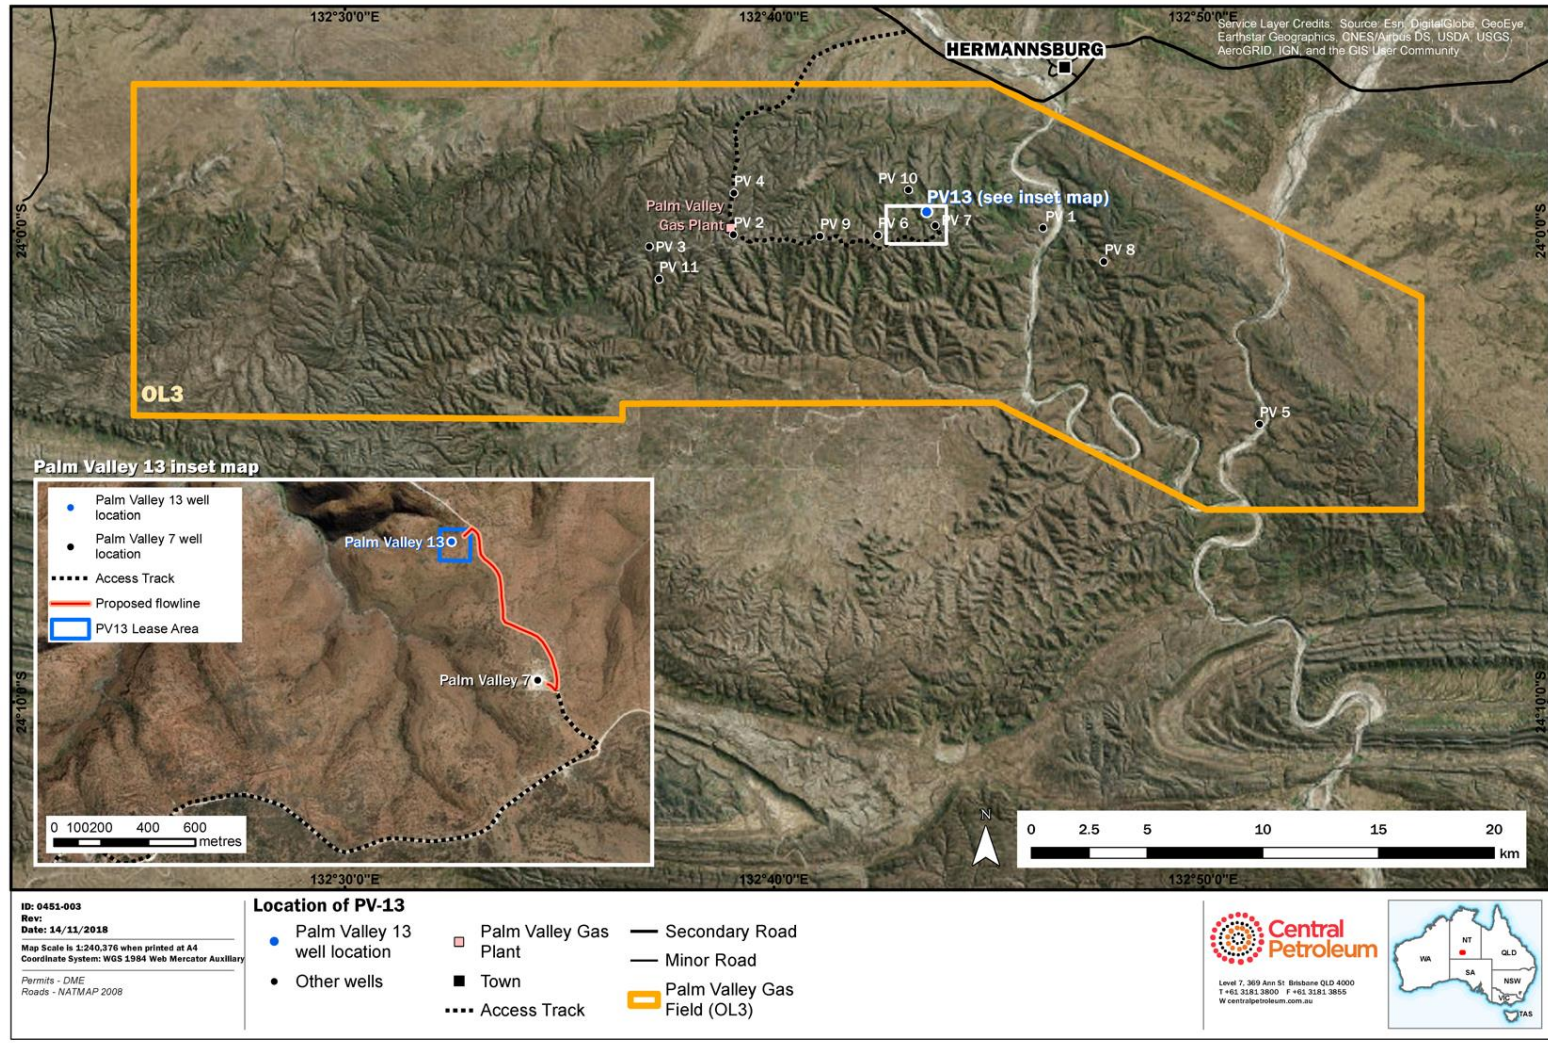 132°30'0"E
132°40'0"E
132°50'0"E
Service Layer Credits: Source: Esri, DigitalGlobe, GeoEye,
Earthstar Geographics, CNES/Airbus DS, USDA, USGS,
AeroGRID, IGN, and the GIS User Community
HERMANNSBURG
24°0'0"S
24°0'0"S
PV 4
PV 10
Palm Valley
Gas Plant
PV13 (see inset map)
PV 2
PV 9
PV 6
PV 7
PV 1
PV 3
PV 8
PV 11
OL3
PV 5
Palm Valley 13 inset map
Palm Valley 13 well
location
Palm Valley 7 well
location
Access Track
Proposed flowline
PV13 Lease Area
Palm Valley 13
Palm Valley 7
0 100200 400 600
metres
24°10'0"S
24°10'0"S
N
0 2.5 5 10 15 20
km
132°30'0"E
132°40'0"E
132°50'0"E
ID: 0451-003
Rev:
Date: 14/11/2018
Map Scale is 1:240,376 when printed at A4
Coordinate System: WGS 1984 Web Mercator Auxiliary
Permits - DME
Roads - NATMAP 2008
Location of PV-13
Palm Valley 13
well location
Other wells
Palm Valley Gas
Plant
Town
Access Track
Secondary Road
Minor Road
Palm Valley Gas
Field (OL3)
Central
Petroleum
Level 7, 369 Ann St Brisbane QLD 4000
T +61 3181 3800 F +61 3181 3855
W centralpetroleum.com.au
WA
NT
QLD
SA
NSW
VIC
TAS